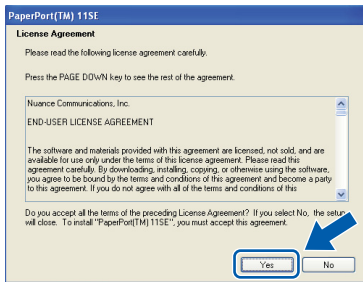 PaperPort(TM) 11SE
License Agreement
Please read the following license agreement carefully.
Press the PAGE DOWN key to see the rest of the agreement.
Nuance Communications, Inc.
END-USER LICENSE AGREEMENT
The software and materials provided with this agreement are licensed, not sold, and are
available for use only under the terms of this license agreement. Please read this
agreement carefully. By downloading, installing, copying, or otherwise using the software,
you agree to be bound by the terms and conditions of this agreement and become a party
to this agreement. If you do not agree with all of the terms and conditions of this
Do you accept all the terms of the preceding License Agreement? If you select No, the setup
will close. To install "PaperPort(TM) 11SE", you must accept this agreement.
Yes
No